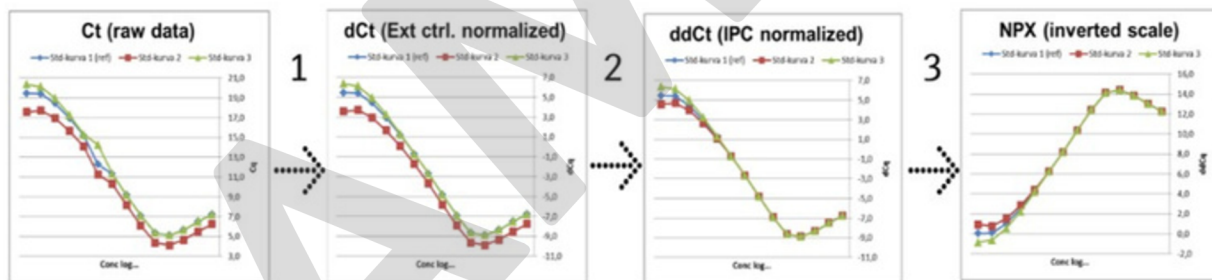 Ct (raw data)
Std-kurva 1 (ref) Std-kurva 2 Std-kurva 3
21,0
19,0
17,0
15,0
13,0
11,0
9,0
7,0
5,0
3,0
Cq
Conc log...
1
dCt (Ext ctrl. normalized)
Std-kurva 1 (ref) Std-kurva 2 Std-kurva 3
7,0
5,0
3,0
1,0
-1,0
-3,0
-5,0
-7,0
-9,0
-11,0
dCq
Conc log...
2
ddCt (IPC normalized)
Std-kurva 1 (ref) Std-kurva 2 Std-kurva 3
7,0
5,0
3,0
1,0
-1,0
-3,0
-5,0
-7,0
-9,0
-11,0
dCq
Conc log...
3
NPX (inverted scale)
Std-kurva 1 (ref) Std-kurva 2 Std-kurva 3
16,0
14,0
12,0
10,0
8,0
6,0
4,0
2,0
0,0
-2,0
ddCq
Conc log...